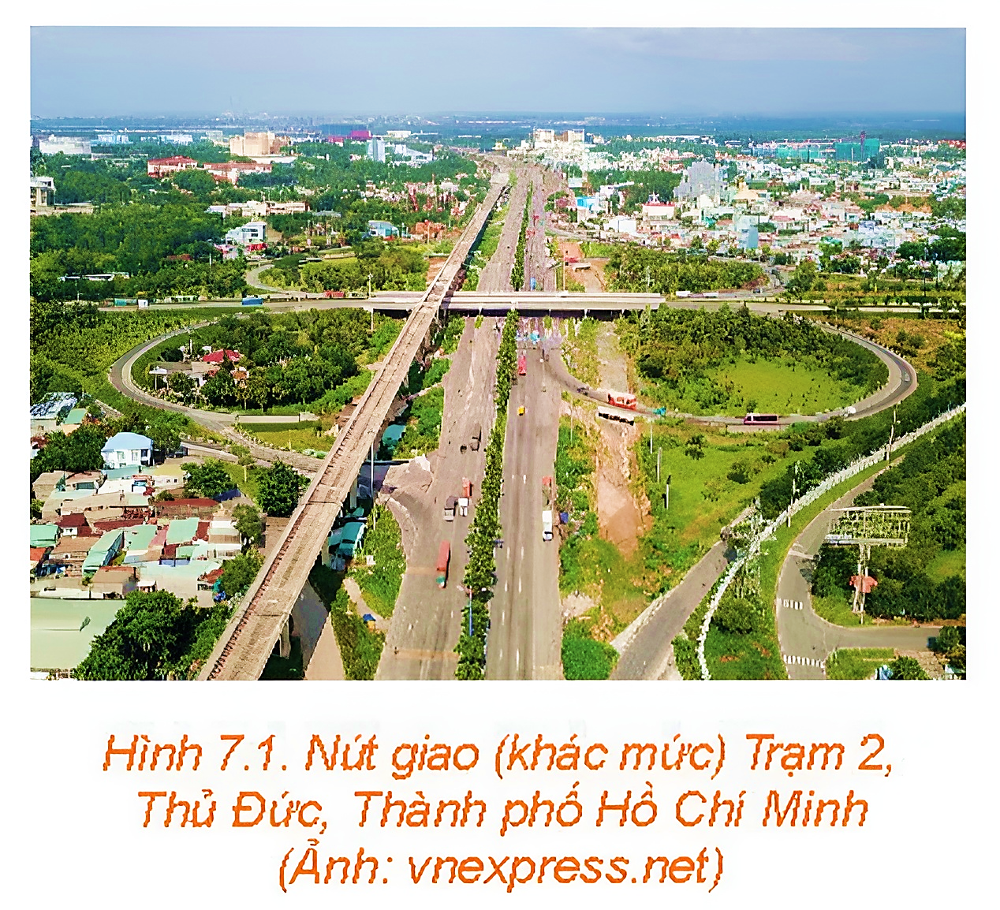 Hình 7.1. Nút giao (khác mức) Trạm 2,
Thủ Đức, Thành phố Hồ Chí Minh
(Ảnh: vnexpress.net)